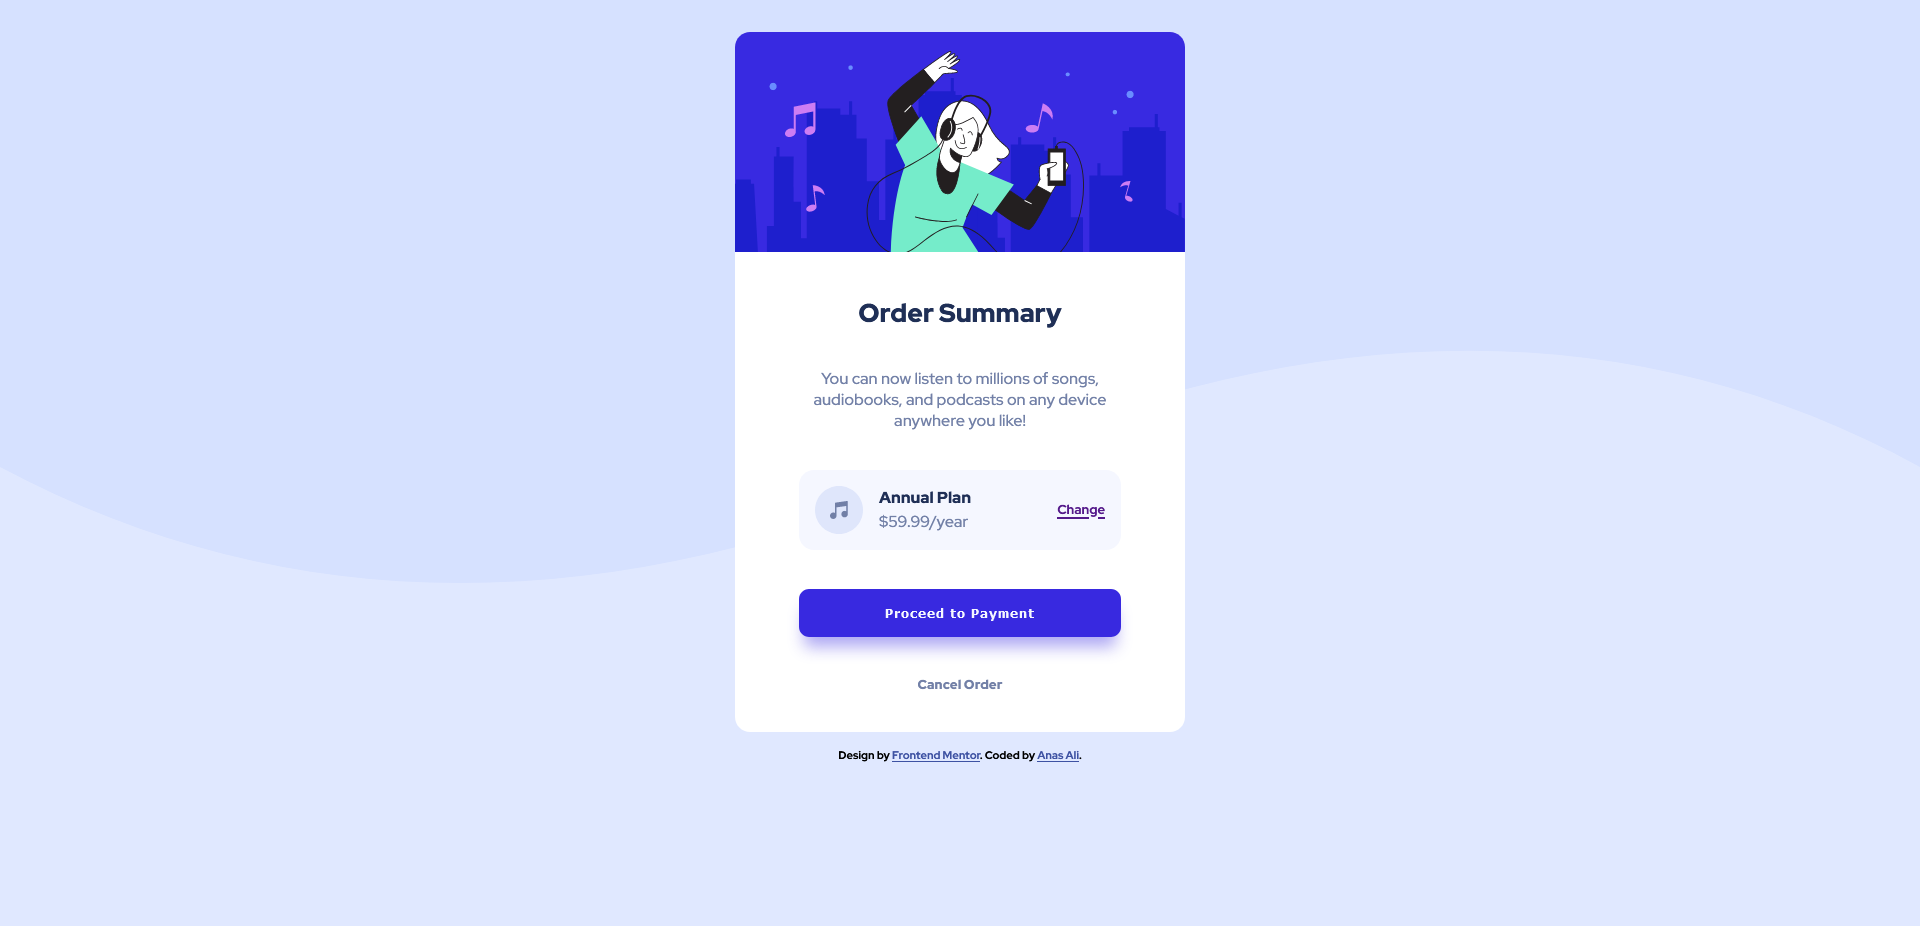 Order Summary
You can now listen to millions of songs,
audiobooks, and podcasts on any device
anywhere you like!
Annual Plan
$59.99/year
Change
Proceed to Payment
Cancel Order
Design by Frontend Mentor. Coded by Anas Ali.